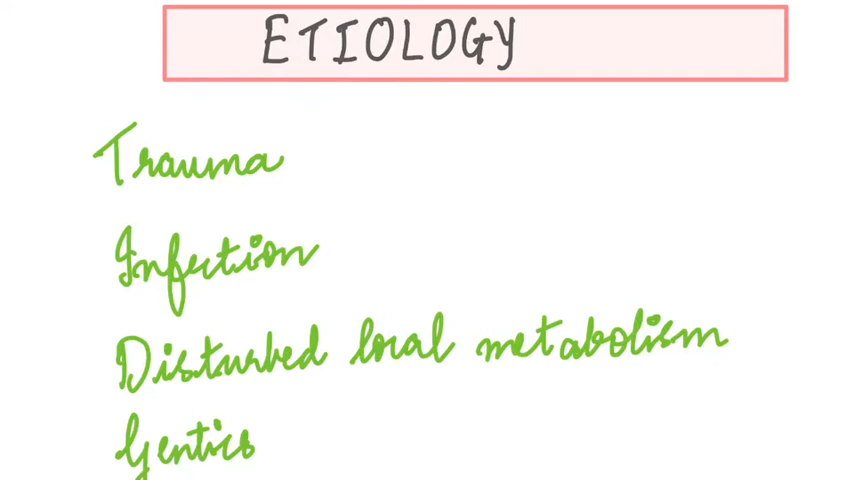 ETIOLOGY
Trauma
Infection
Disturbed local metabolism
Gentics